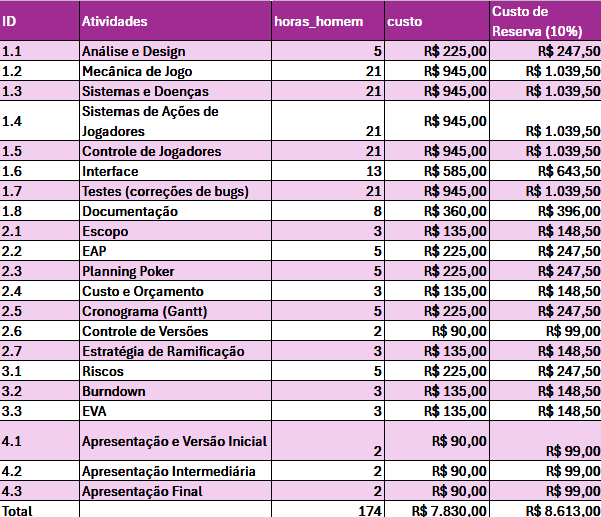 ID Atividades horas_homem custo Custo de Reserva (10%)
1.1 Análise e Design 5 R$ 225,00 R$ 247,50
1.2 Mecânica de Jogo 21 R$ 945,00 R$ 1.039,50
1.3 Sistemas e Doenças 21 R$ 945,00 R$ 1.039,50
1.4 Sistemas de Ações de Jogadores 21 R$ 945,00 R$ 1.039,50
1.5 Controle de Jogadores 21 R$ 945,00 R$ 1.039,50
1.6 Interface 13 R$ 585,00 R$ 643,50
1.7 Testes (correções de bugs) 21 R$ 945,00 R$ 1.039,50
1.8 Documentação 8 R$ 360,00 R$ 396,00
2.1 Escopo 3 R$ 135,00 R$ 148,50
2.2 EAP 5 R$ 225,00 R$ 247,50
2.3 Planning Poker 5 R$ 225,00 R$ 247,50
2.4 Custo e Orçamento 3 R$ 135,00 R$ 148,50
2.5 Cronograma (Gantt) 5 R$ 225,00 R$ 247,50
2.6 Controle de Versões 2 R$ 90,00 R$ 99,00
2.7 Estratégia de Ramificação 3 R$ 135,00 R$ 148,50
3.1 Riscos 5 R$ 225,00 R$ 247,50
3.2 Burndown 3 R$ 135,00 R$ 148,50
3.3 EVA 3 R$ 135,00 R$ 148,50
4.1 Apresentação e Versão Inicial 2 R$ 90,00 R$ 99,00
4.2 Apresentação Intermediária 2 R$ 90,00 R$ 99,00
4.3 Apresentação Final 2 R$ 90,00 R$ 99,00
Total 174 R$ 7.830,00 R$ 8.613,00